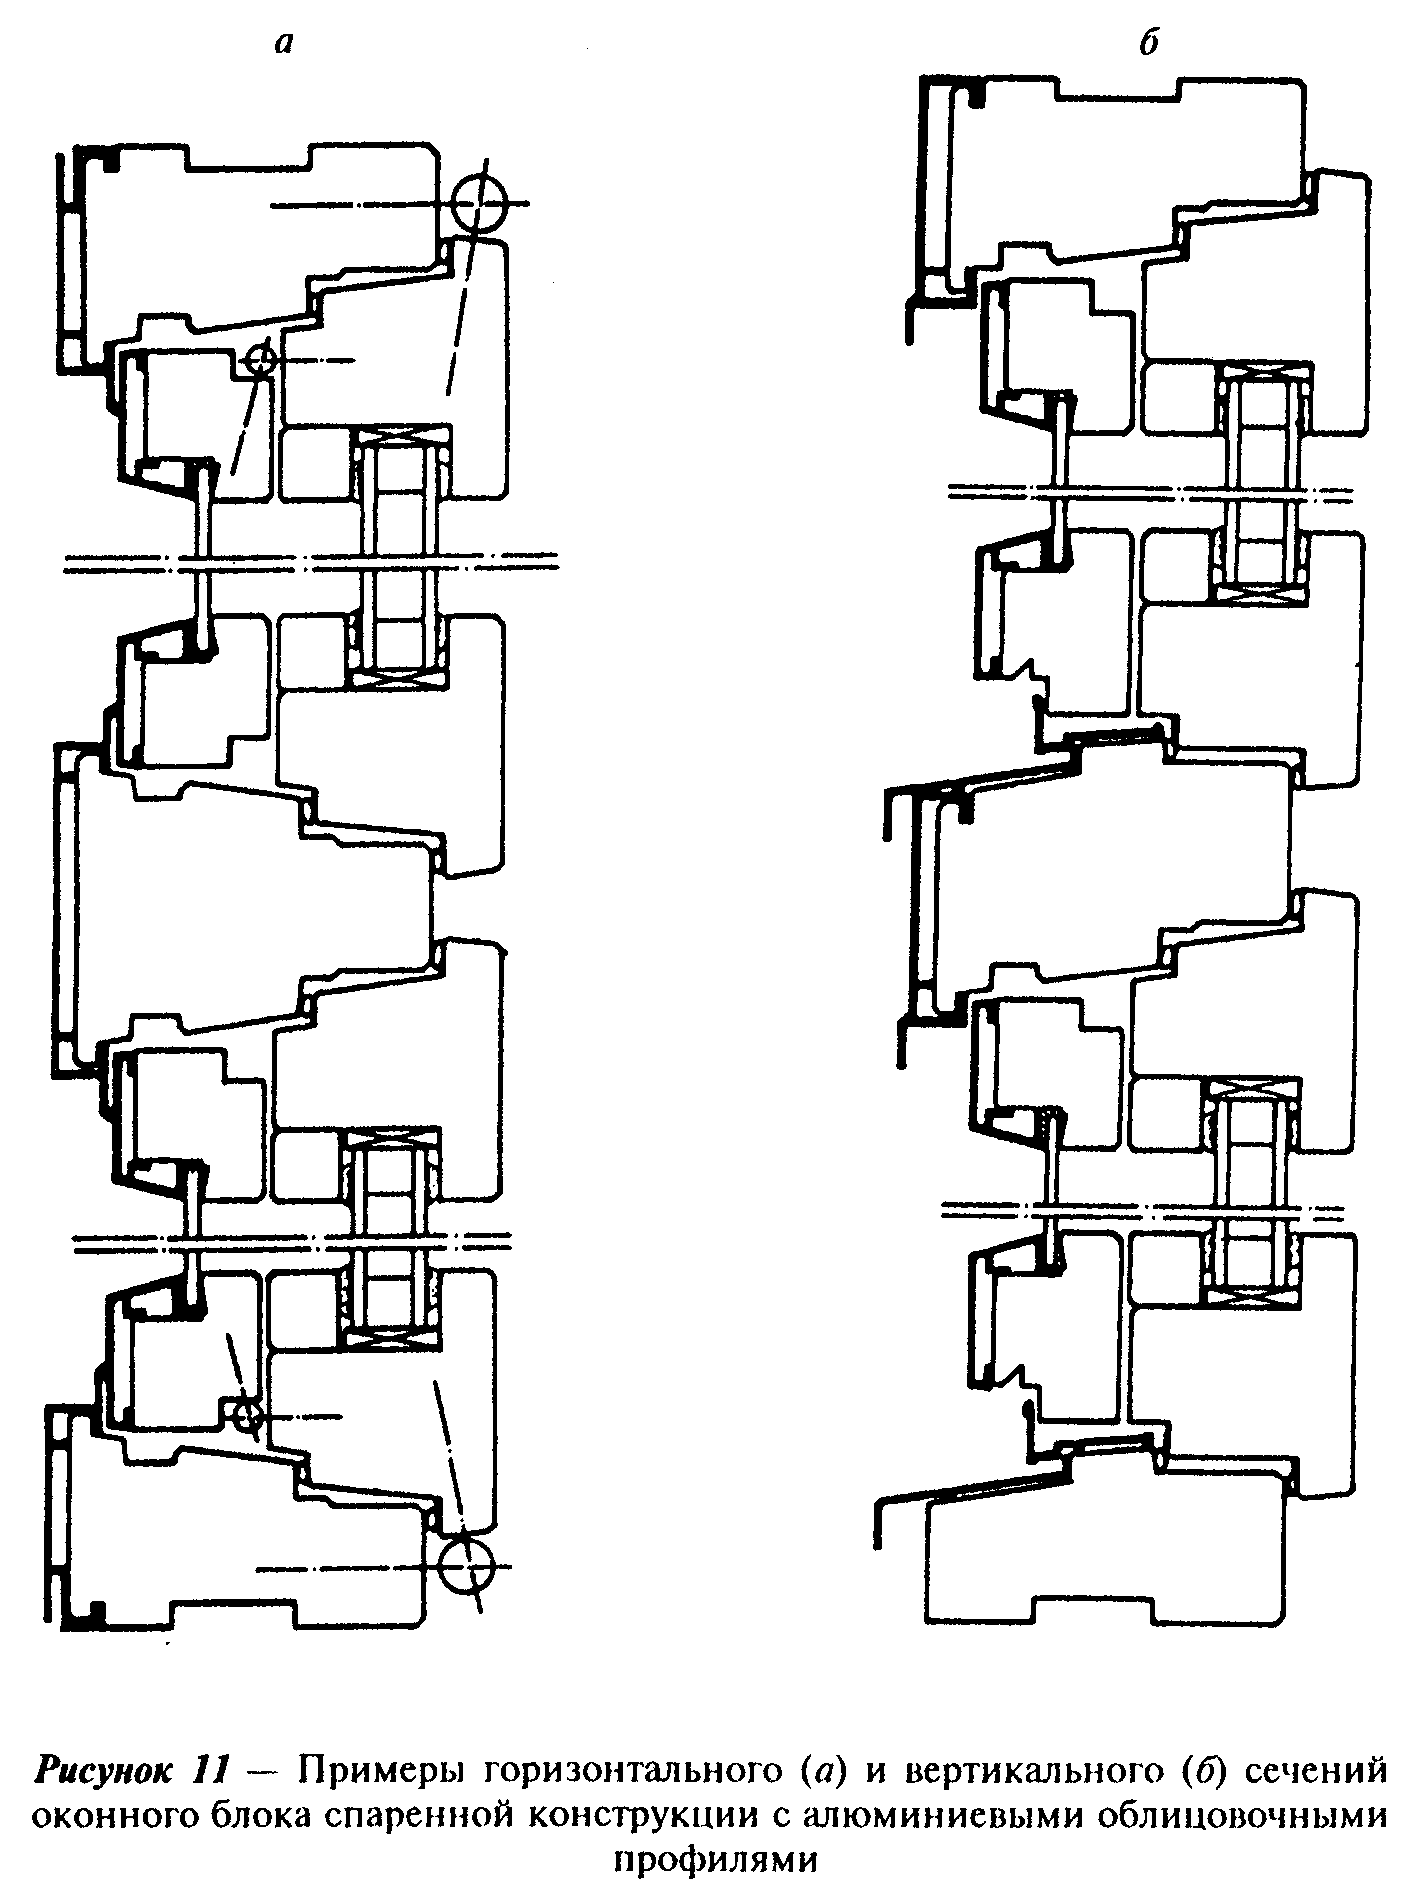 а
б
Рисунок 11 — Примеры горизонтального (а) и вертикального (б) сечений
оконного блока спаренной конструкции с алюминиевыми облицовочными
профилями